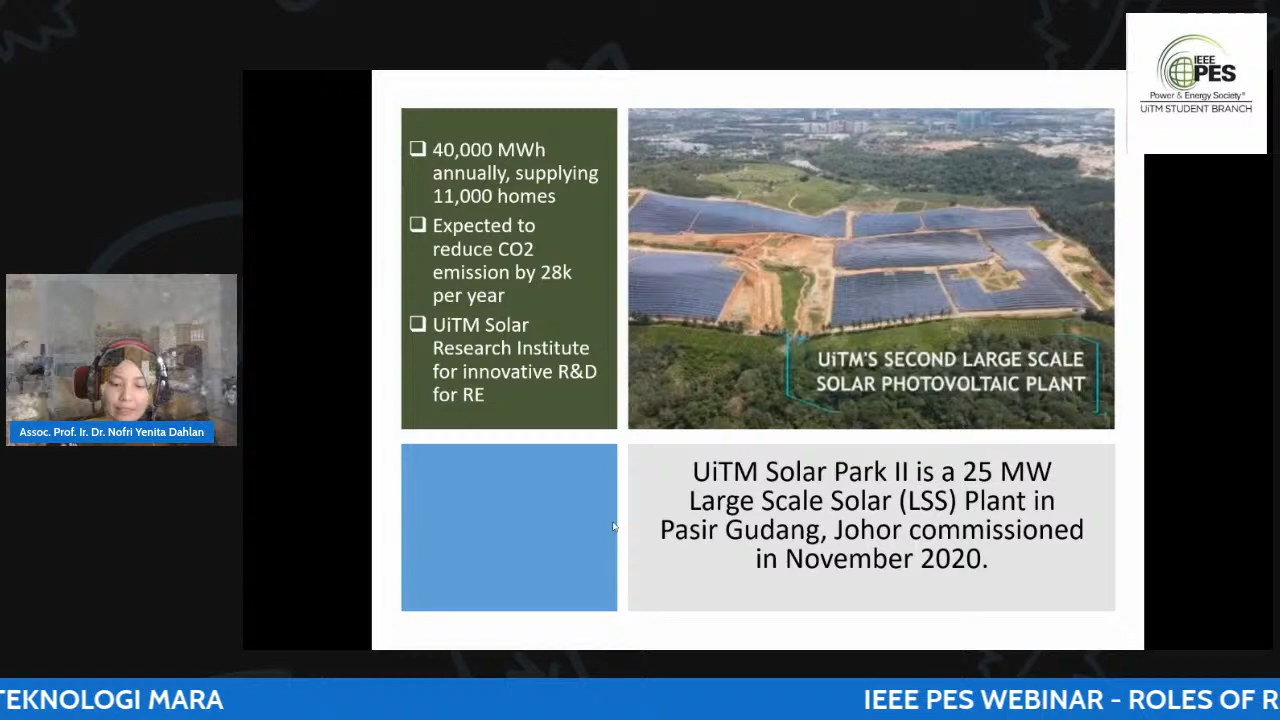 IEEE
PES
Power & Energy Society®
UiTM STUDENT BRANCH
40,000 MWh
annually, supplying
11,000 homes
Expected to
reduce CO2
emission by 28k
per year
UiTM Solar
Research Institute
for innovative R&D
for RE
UiTM'S SECOND LARGE SCALE
SOLAR PHOTOVOLTAIC PLANT
Assoc. Prof. Ir. Dr. Nofri Yenita Dahlan
UiTM Solar Park II is a 25 MW
Large Scale Solar (LSS) Plant in
Pasir Gudang, Johor commissioned
in November 2020.
TEKNOLOGI MARA
IEEE PES WEBINAR - ROLES OF R